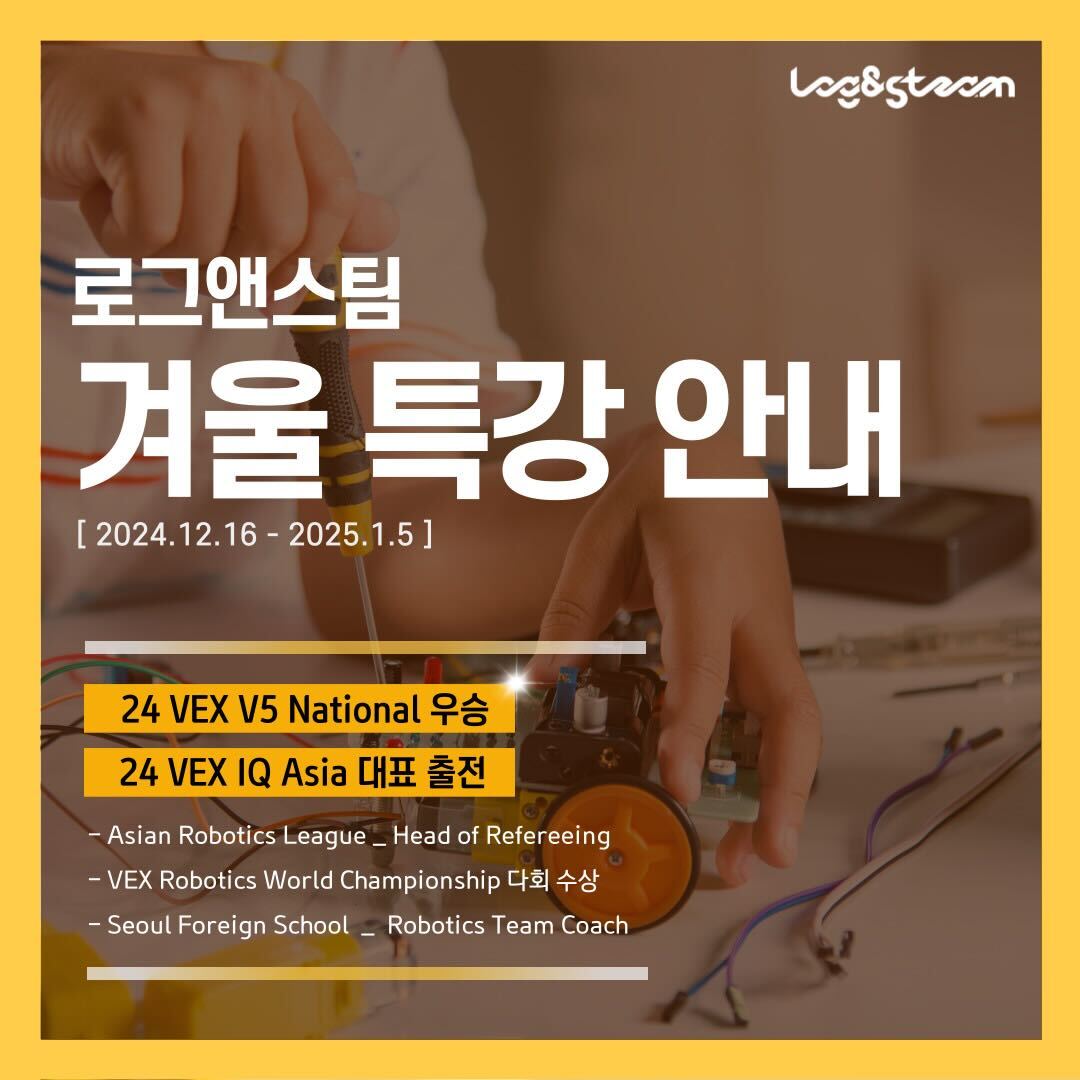 Log&steam
로그앤스팀
겨울 특강 안내
[ 2024.12.16 - 2025.1.5 ]
24 VEX V5 National 우승
24 VEX IQ Asia 대표 출전
- Asian Robotics League _ Head of Refereeing
- VEX Robotics World Championship 다회 수상
- Seoul Foreign School _ Robotics Team Coach